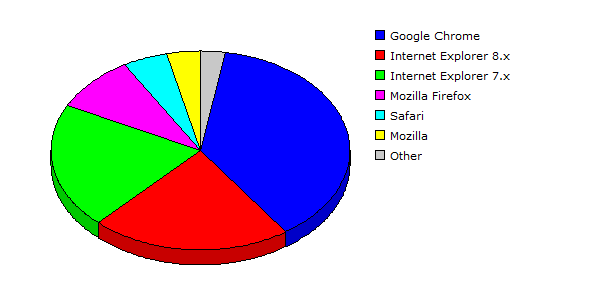 Google Chrome
Internet Explorer 8.x
Internet Explorer 7.x
Mozilla Firefox
Safari
Mozilla
Other